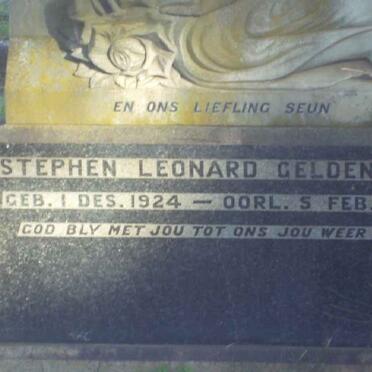 EN ONS LIEFLING SEUN
STEPHEN LEONARD GELDEN
GEB. 1 DES. 1924 — OORL. 5 FEB.
GOD BLY MET JOU TOT ONS JOU WEER